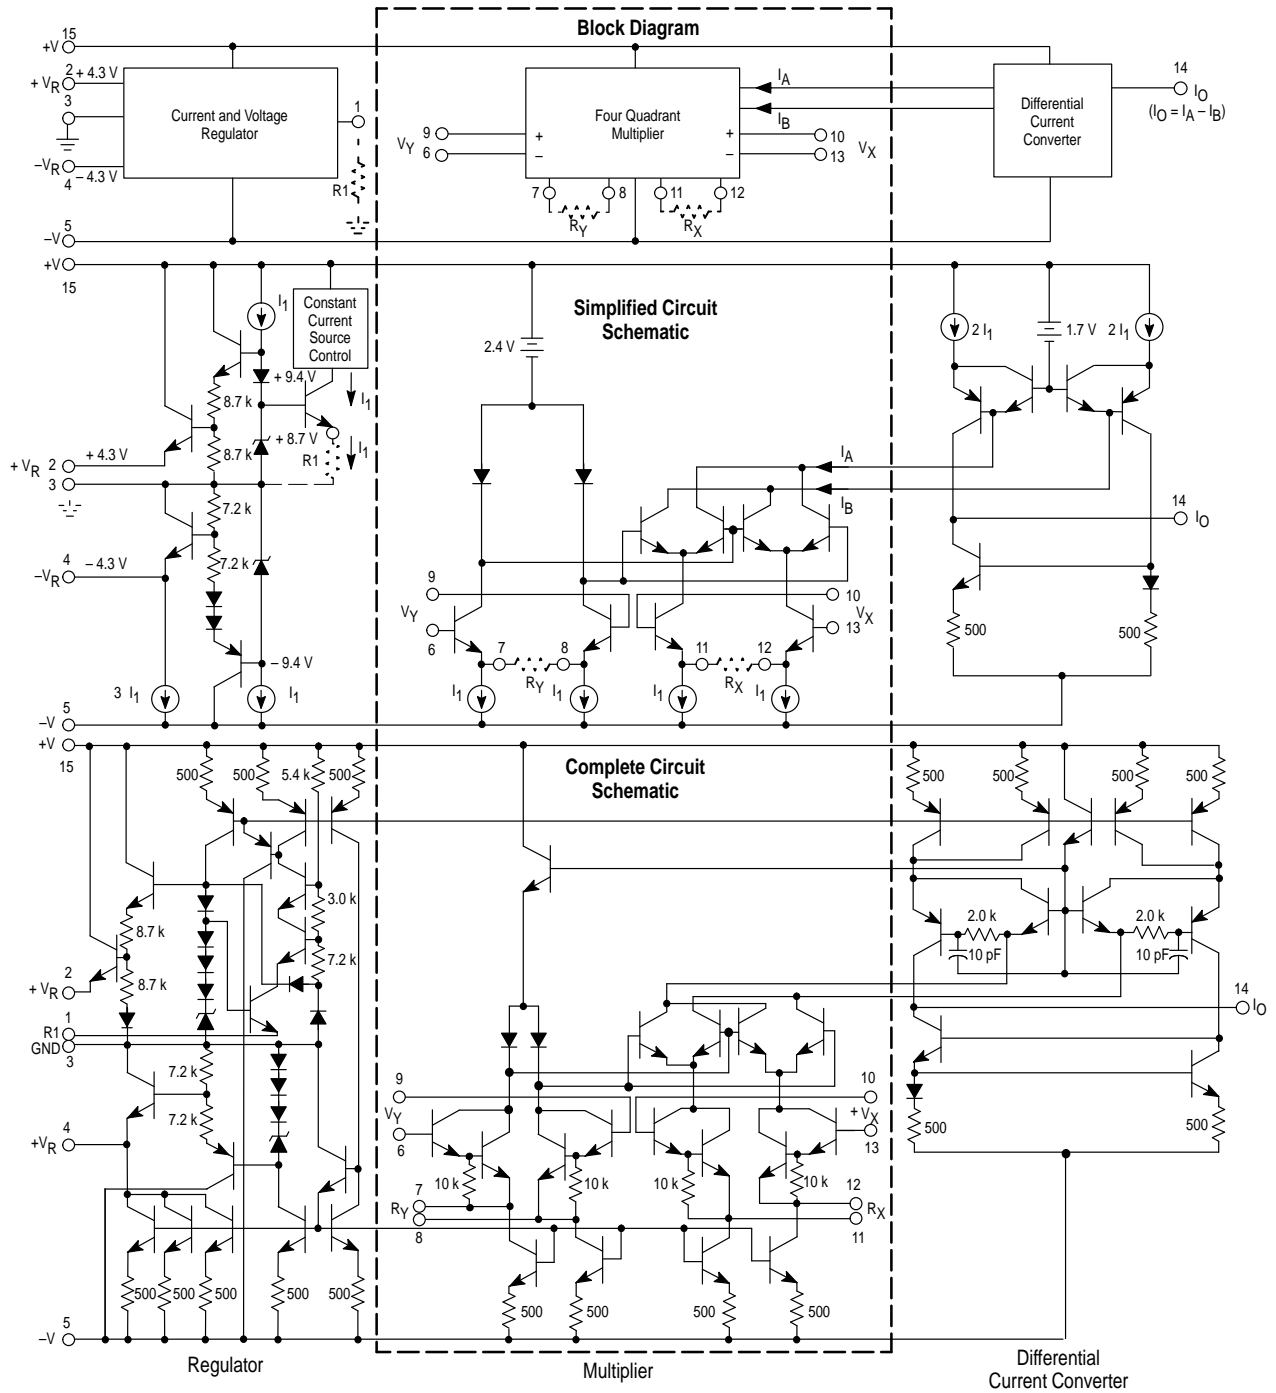 Block Diagram
15
+V
2
+ VR
+ 4.3 V
3
–VR
4
– 4.3 V
Current and Voltage
Regulator
1
R1
5
–V
Four Quadrant
Multiplier
9
VY
6
+
–
+
–
10
13
VX
7
8
RY
11
12
RX
IA
IB
Differential
Current
Converter
14
IO
(IO = IA – IB)
+V
15
Simplified Circuit
Schematic
I1
Constant
Current
Source
Control
+ 9.4 V
I1
8.7 k
+ 8.7 V
8.7 k
R1
I1
+ VR
2
+ 4.3 V
3
7.2 k
7.2 k
4
–VR
– 4.3 V
– 9.4 V
3 I1
I1
5
–V
2.4 V
IA
IB
9
VY
6
7
8
RY
I1
I1
11
12
RX
I1
I1
10
VX
13
2 I1
1.7 V
2 I1
14
IO
500
500
+V
15
Complete Circuit
Schematic
500
500
5.4 k
500
3.0 k
7.2 k
8.7 k
8.7 k
2
+ VR
1
R1
GND
3
7.2 k
7.2 k
4
+VR
500
500
500
500
500
5
–V
9
VY
6
10 k
10 k
7
RY
8
10 k
10 k
10
+ VX
13
12
RX
11
500
500
500
500
500
500
500
500
2.0 k
2.0 k
10 pF
10 pF
14
IO
500
500
Regulator
Multiplier
Differential
Current Converter